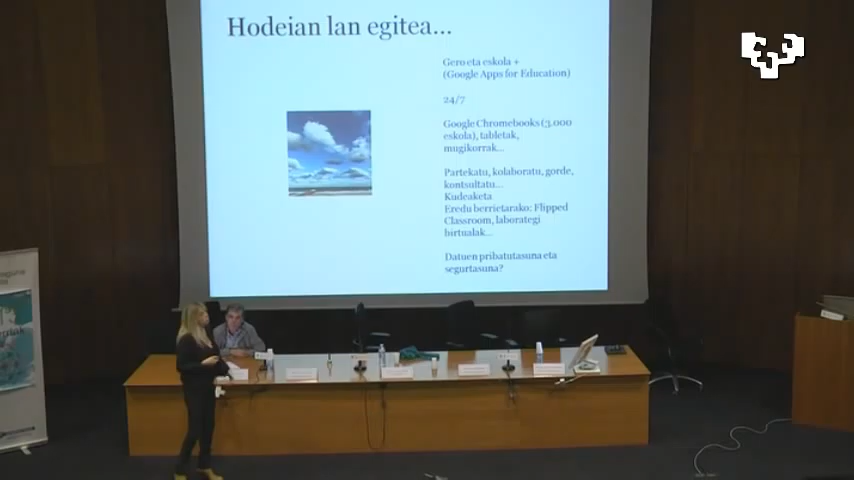 Hodeian lan egitea...
Gero eta eskola +
(Google Apps for Education)
24/7
Google Chromebooks (3.000
eskola), tabletak,
mugikorrak...
Partekatu, kolaboratu, gorde,
kontsultatu...
Kudeaketa
Eredu berrietarako: Flipped
Classroom, laborategi
birtualak...
Datuen pribatutasuna eta
segurtasuna?